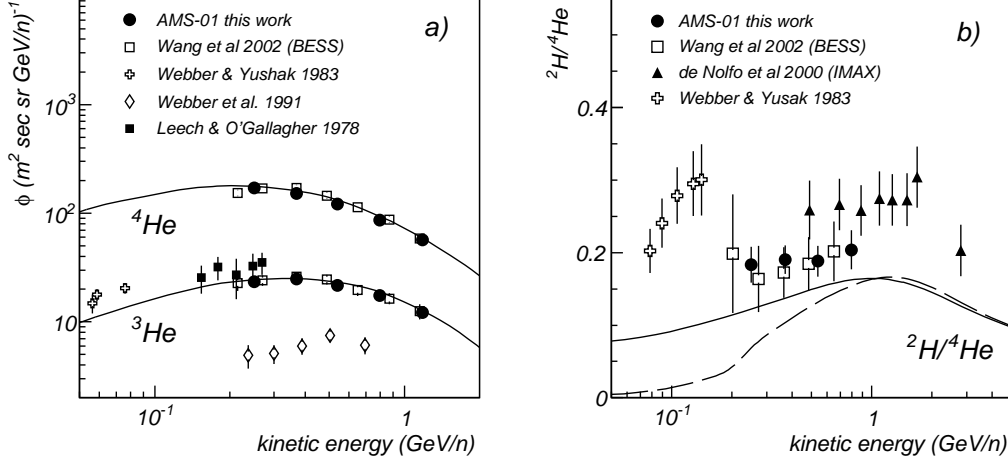 ϕ (m² sec sr GeV/n)⁻¹
10³
10²
10
a)
AMS-01 this work
Wang et al 2002 (BESS)
Webber & Yushak 1983
Webber et al. 1991
Leech & O'Gallagher 1978
⁴He
³He
10⁻¹
1
kinetic energy (GeV/n)
²H/⁴He
0.4
0.2
0
b)
AMS-01 this work
Wang et al 2002 (BESS)
de Nolfo et al 2000 (IMAX)
Webber & Yusak 1983
²H/⁴He
10⁻¹
1
kinetic energy (GeV/n)